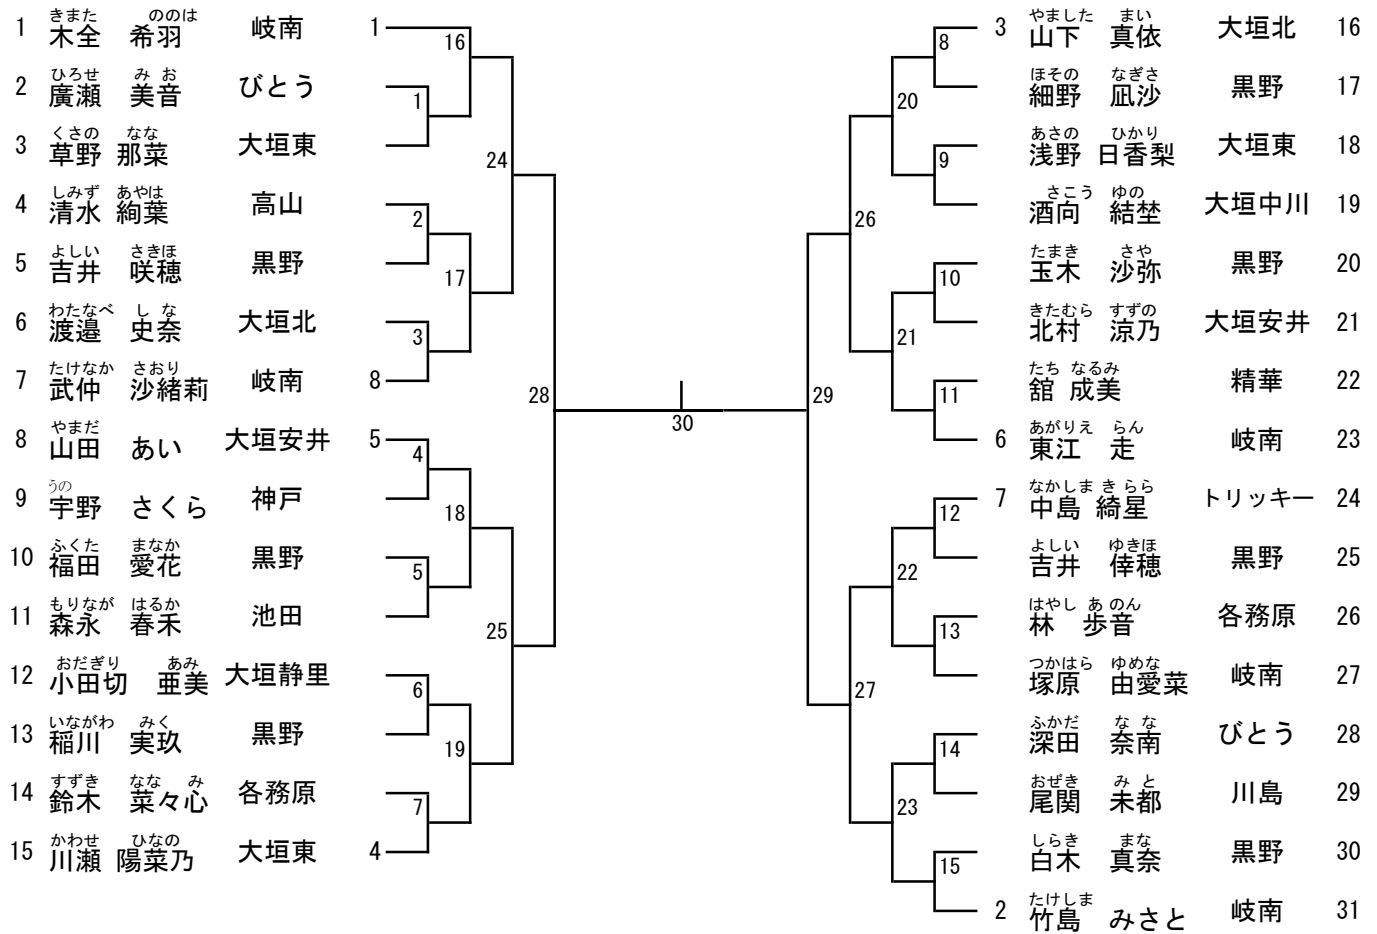 きまた ののは
1 木全 希羽 岐南 1
ひろせ みお
2 廣瀬 美音 びとう
くさの なな
3 草野 那菜 大垣東
しみず あやは
4 清水 絢葉 高山
よしい さきほ
5 吉井 咲穂 黒野
わたなべ しな
6 渡邉 史奈 大垣北
たけなか さおり
7 武仲 沙緒莉 岐南 8
やまだ
8 山田 あい 大垣安井 5
うの
9 宇野 さくら 神戸
ふくた まなか
10 福田 愛花 黒野
もりなが はるか
11 森永 春禾 池田
おだぎり あみ
12 小田切 亜美 大垣静里
いながわ みく
13 稲川 実玖 黒野
すずき なな み
14 鈴木 菜々心 各務原
かわせ ひなの
15 川瀬 陽菜乃 大垣東 4
16
1
24
2
17
3
28
4
18
5
25
6
19
7
30
8
20
9
26
10
21
11
29
12
22
13
27
14
23
15
やました まい
3 山下 真依 大垣北 16
ほその なぎさ
細野 凪沙 黒野 17
あさの ひかり
浅野 日香梨 大垣東 18
さこう ゆの
酒向 結埜 大垣中川 19
たまき さや
玉木 沙弥 黒野 20
きたむら すずの
北村 涼乃 大垣安井 21
たち なるみ
舘 成美 精華 22
あがりえ らん
6 東江 走 岐南 23
なかしま きらら
7 中島 綺星 トリッキー 24
よしい ゆきほ
吉井 倖穂 黒野 25
はやし あのん
林 歩音 各務原 26
つかはら ゆめな
塚原 由愛菜 岐南 27
ふかだ なな
深田 奈南 びとう 28
おぜき みと
尾関 未都 川島 29
しらき まな
白木 真奈 黒野 30
たけしま
2 竹島 みさと 岐南 31